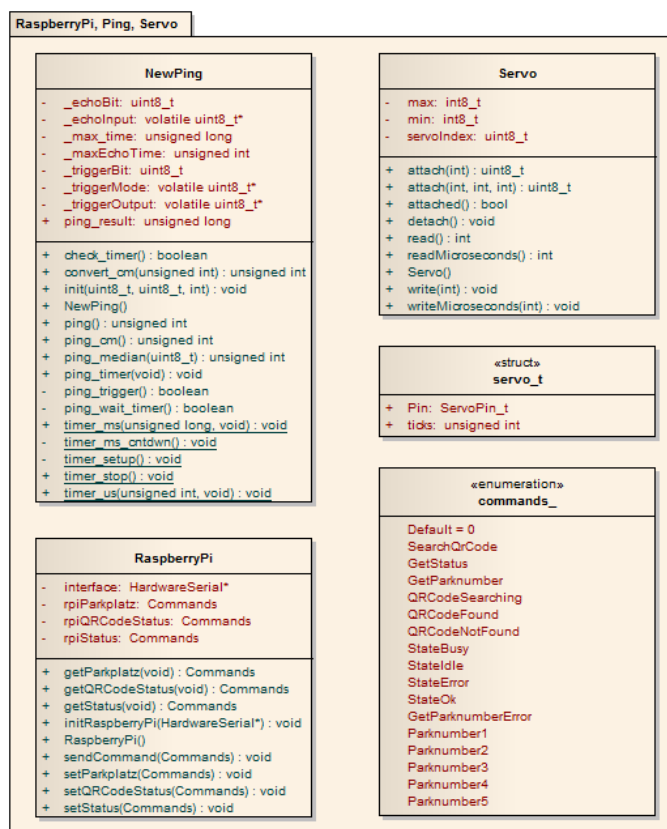 RaspberryPi, Ping, Servo
NewPing
- _echoBit: uint8_t
- _echoInput: volatile uint8_t*
- _max_time: unsigned long
- _maxEchoTime: unsigned int
- _triggerBit: uint8_t
- _triggerMode: volatile uint8_t*
- _triggerOutput: volatile uint8_t*
+ ping_result: unsigned long
+ check_timer() : boolean
+ convert_cm(unsigned int) : unsigned int
+ init(uint8_t, uint8_t, int) : void
+ NewPing()
+ ping() : unsigned int
+ ping_cm() : unsigned int
+ ping_median(uint8_t) : unsigned int
+ ping_timer(void) : void
- ping_trigger() : boolean
- ping_wait_timer() : boolean
+ timer_ms(unsigned long, void) : void
- timer_ms_cntdwn() : void
- timer_setup() : void
+ timer_stop() : void
+ timer_us(unsigned int, void) : void
RaspberryPi
- interface: HardwareSerial*
- rpiParkplatz: Commands
- rpiQRCodeStatus: Commands
- rpiStatus: Commands
+ getParkplatz(void) : Commands
+ getQRCodeStatus(void) : Commands
+ getStatus(void) : Commands
+ initRaspberryPi(HardwareSerial*) : void
+ RaspberryPi()
+ sendCommand(Commands) : void
+ setParkplatz(Commands) : void
+ setQRCodeStatus(Commands) : void
+ setStatus(Commands) : void
Servo
- max: int8_t
- min: int8_t
- servoIndex: uint8_t
+ attach(int) : uint8_t
+ attach(int, int, int) : uint8_t
+ attached() : bool
+ detach() : void
+ read() : int
+ readMicroseconds() : int
+ Servo()
+ write(int) : void
+ writeMicroseconds(int) : void
«struct»
servo_t
+ Pin: ServoPin_t
+ ticks: unsigned int
«enumeration»
commands_
Default = 0
SearchQrCode
GetStatus
GetParknumber
QRCodeSearching
QRCodeFound
QRCodeNotFound
StateBusy
StateIdle
StateError
StateOk
GetParknumberError
Parknumber1
Parknumber2
Parknumber3
Parknumber4
Parknumber5